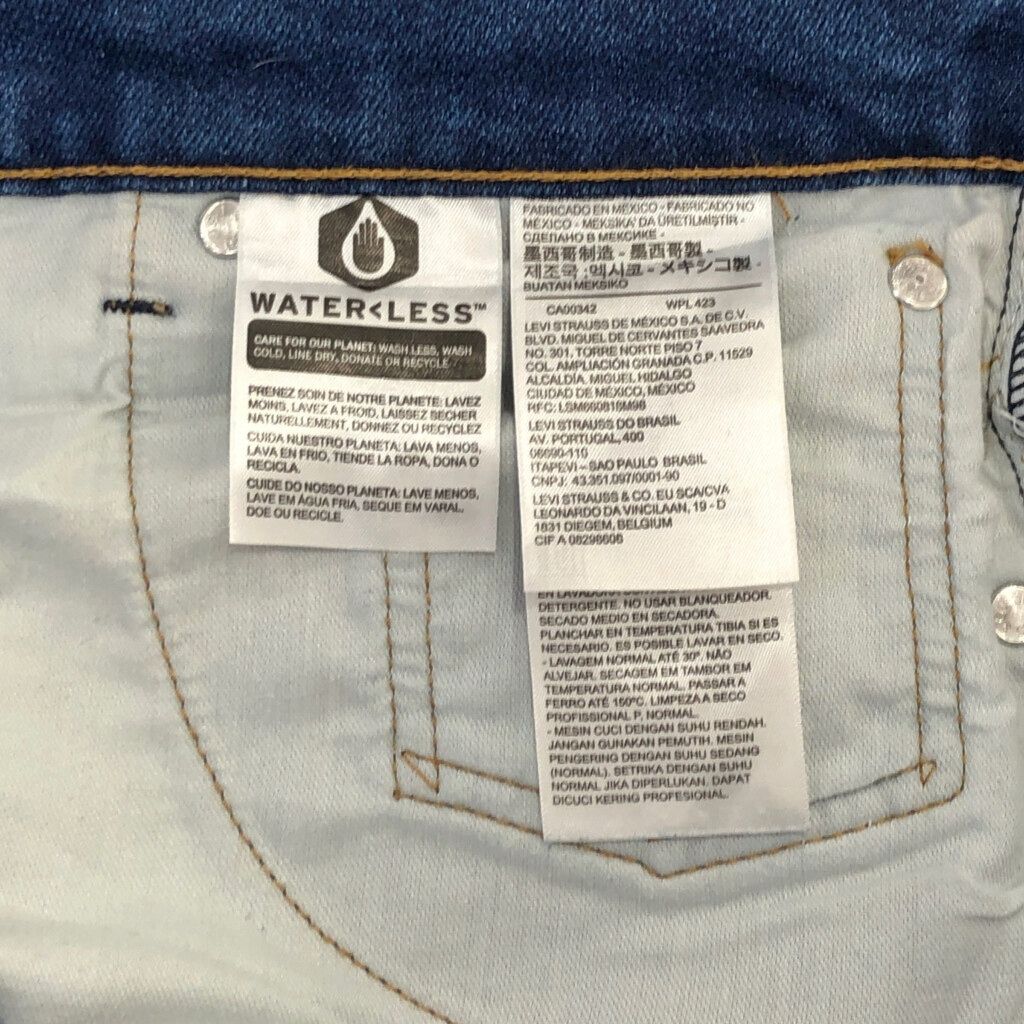 WATER<LESS™
CARE FOR OUR PLANET: WASH LESS, WASH
COLD, LINE DRY, DONATE OR RECYCLE.
PRENEZ SOIN DE NOTRE PLANETE: LAVEZ
MOINS, LAVEZ A FROID, LAISSEZ SECHER
NATURELLEMENT, DONNEZ OU RECYCLEZ
CUIDA NUESTRO PLANETA: LAVA MENOS,
LAVA EN FRIO, TIENDE LA ROPA, DONA O
RECICLA.
CUIDE DO NOSSO PLANETA: LAVE MENOS,
LAVE EM ÁGUA FRIA, SEQUE EM VARAL,
DOE OU RECICLE.
FABRICADO EN MÉXICO - FABRICADO NO
MÉXICO - MEKSIKA' DA ÜRETILMIŞTIR -
СДЕЛАНО В МЕКСИКЕ -
墨西哥制造 - 墨西哥製 -
제조국 :멕시코 - メキシコ製 -
BUATAN MEKSIKO
CA00342 WPL 423
LEVI STRAUSS DE MÉXICO S.A. DE C.V.
BLVD. MIGUEL DE CERVANTES SAAVEDRA
NO. 301, TORRE NORTE PISO 7
COL. AMPLIACIÓN GRANADA C.P. 11529
ALCALDÍA. MIGUEL HIDALGO
CIUDAD DE MÉXICO, MÉXICO
RFC:
LEVI STRAUSS DO BRASIL
AV. PORTUGAL, 400
06690-110
ITAPEVI - SAO PAULO BRASIL
CNPJ: 43.351.097/0001-90
LEVI STRAUSS & CO. EU SCA/CVA
LEONARDO DA VINCILAAN, 19 - D
1831 DIEGEM, BELGIUM
CIF A
EN LAVADORA
DETERGENTE. NO USAR BLANQUEADOR.
SECADO MEDIO EN SECADORA.
PLANCHAR EN TEMPERATURA TIBIA SI ES
NECESARIO. ES POSIBLE LAVAR EN SECO.
- LAVAGEM NORMAL ATÉ 30º. NÃO
ALVEJAR. SECAGEM EM TAMBOR EM
TEMPERATURA NORMAL. PASSAR A
FERRO ATÉ 150ºC. LIMPEZA A SECO
PROFISSIONAL P, NORMAL.
- MESIN CUCI DENGAN SUHU RENDAH.
JANGAN GUNAKAN PEMUTIH. MESIN
PENGERING DENGAN SUHU SEDANG
(NORMAL). SETRIKA DENGAN SUHU
NORMAL JIKA DIPERLUKAN. DAPAT
DICUCI KERING PROFESIONAL.